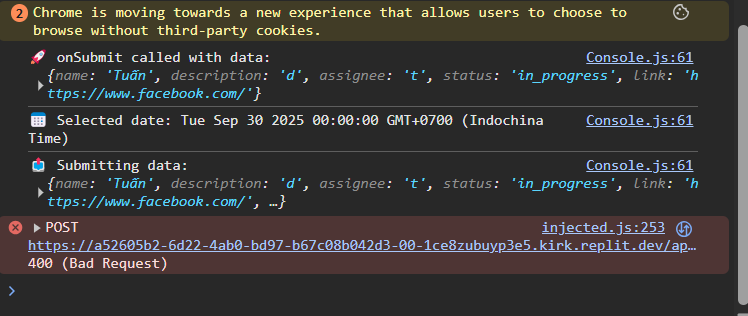 2 Chrome is moving towards a new experience that allows users to choose to
browse without third-party cookies.
🚀 onSubmit called with data: Console.js:61
{name: 'Tuấn', description: 'd', assignee: 't', status: 'in_progress', link: 'h
ttps://www.facebook.com/'}
📅 Selected date: Tue Sep 30 2025 00:00:00 GMT+0700 (Indochina Console.js:61
Time)
📤 Submitting data: Console.js:61
{name: 'Tuấn', description: 'd', assignee: 't', status: 'in_progress', link: 'h
ttps://www.facebook.com/', …}
POST injected.js:253
https://a52605b2-6d22-4ab0-bd97-b67c08b042d3-00-1ce8zubuyp3e5.kirk.replit.dev/ap…
400 (Bad Request)